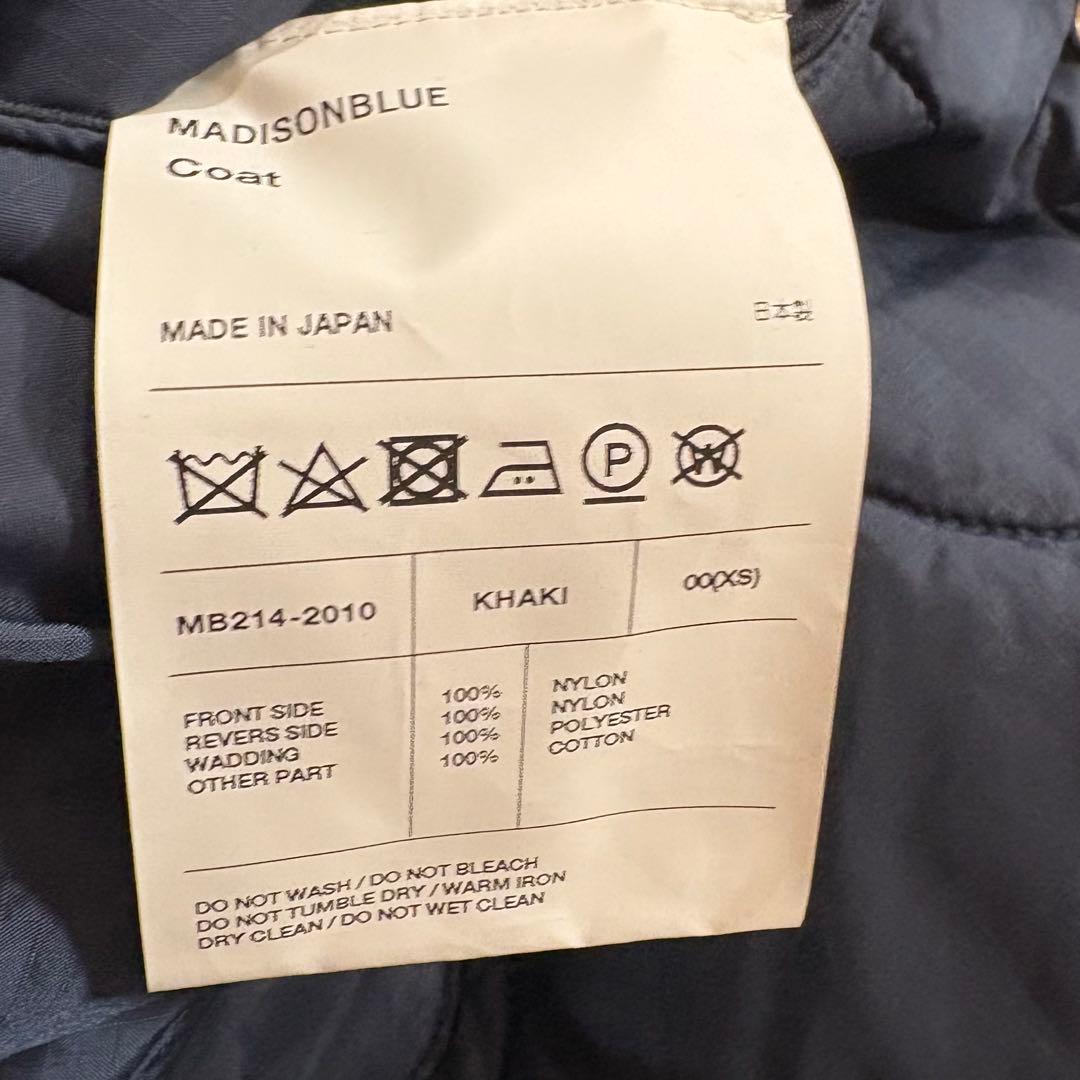 MADISONBLUE
Coat
MADE IN JAPAN 日本製
P W
MB214-2010 KHAKI 00(XS)
FRONT SIDE 100% NYLON
REVERS SIDE 100% NYLON
WADDING 100% POLYESTER
OTHER PART 100% COTTON
DO NOT WASH / DO NOT BLEACH
DO NOT TUMBLE DRY / WARM IRON
DRY CLEAN / DO NOT WET CLEAN